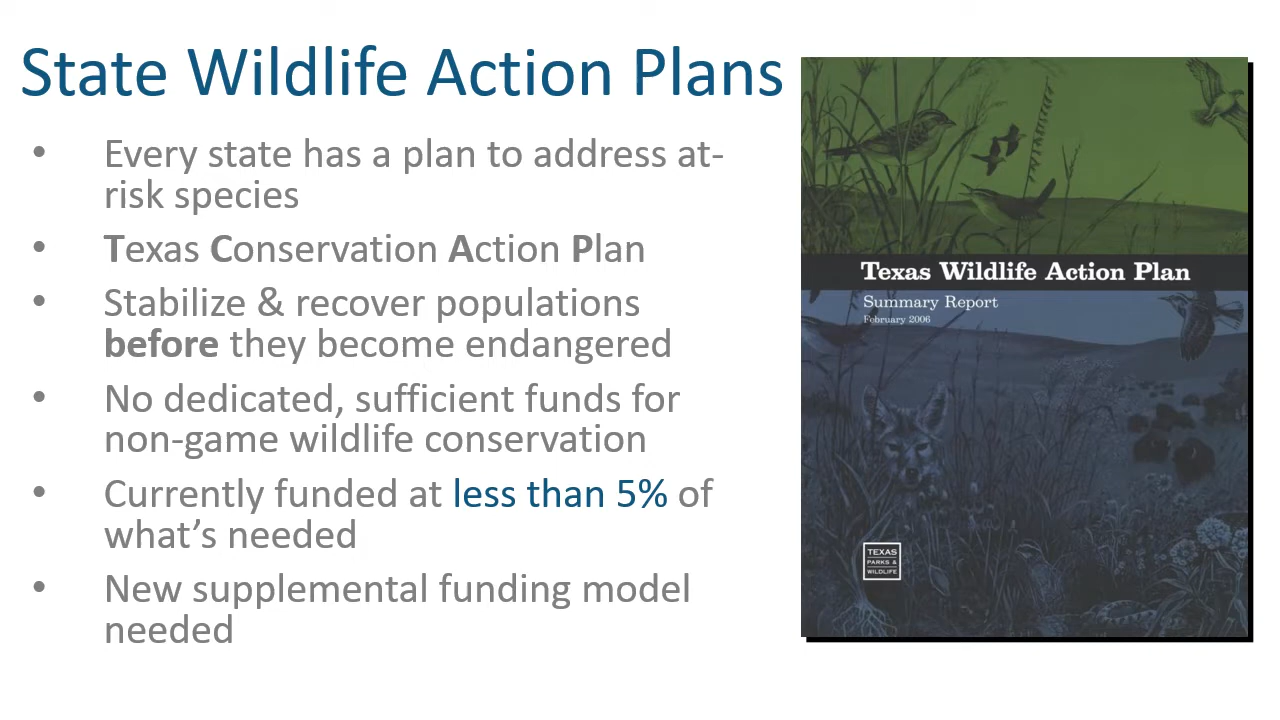 State Wildlife Action Plans
• Every state has a plan to address at-
risk species
• Texas Conservation Action Plan
• Stabilize & recover populations
before they become endangered
• No dedicated, sufficient funds for
non-game wildlife conservation
• Currently funded at less than 5% of
what’s needed
• New supplemental funding model
needed
Texas Wildlife Action Plan
Summary Report
February 2006
TEXAS
PARKS &
WILDLIFE